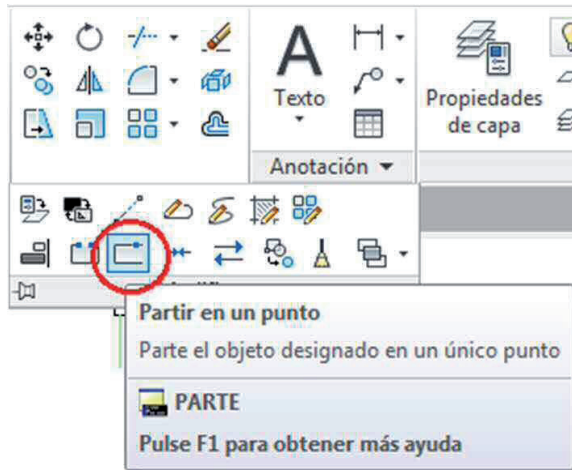 Texto
Propiedades
de capa
Anotación
Partir en un punto
Parte el objeto designado en un único punto
PARTE
Pulse F1 para obtener más ayuda